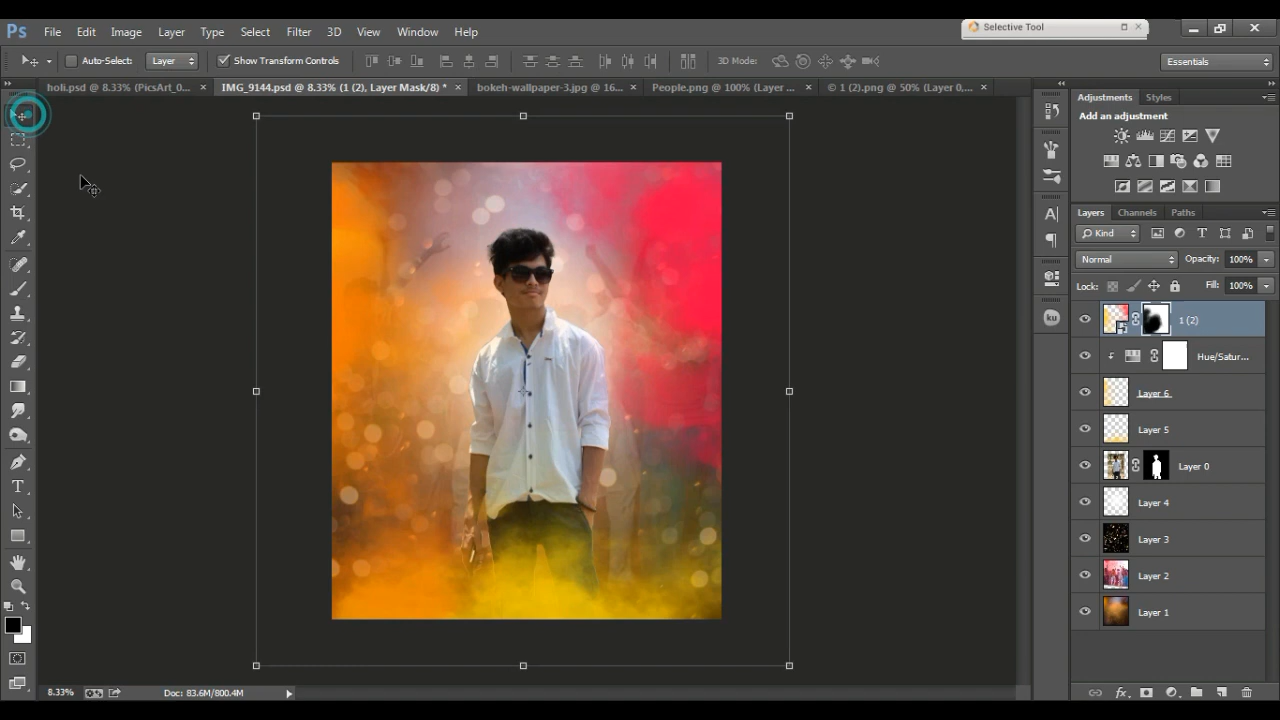 Ps File Edit Image Layer Type Select Filter 3D View Window Help
Selective Tool
Auto-Select: Layer Show Transform Controls 3D Mode: Essentials
holi.psd @ 8.33% (PicsArt_0... × IMG_9144.psd @ 8.33% (1 (2), Layer Mask/8) * × bokeh-wallpaper-3.jpg @ 16... × People.png @ 100% (Layer ... × © 1 (2).png @ 50% (Layer 0,... ×
Adjustments Styles
Add an adjustment
Layers Channels Paths
Kind
Normal Opacity: 100%
Lock: Fill: 100%
1 (2)
Hue/Satur...
Layer 6
Layer 5
Layer 0
Layer 4
Layer 3
Layer 2
Layer 1
ku
8.33% Doc: 83.6M/800.4M
fx